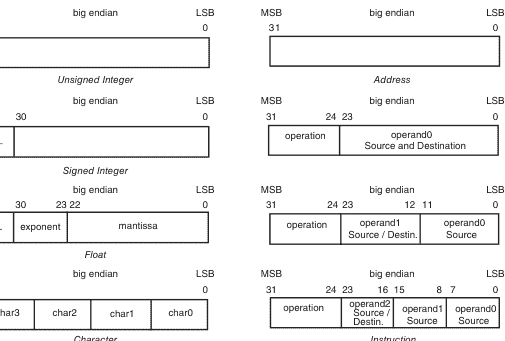 big endian LSB
0
Unsigned Integer
big endian LSB
30 0
Signed Integer
big endian LSB
30 23 22 0
exponent mantissa
Float
big endian LSB
0
char2 char1 char0
MSB big endian LSB
31 0
Address
MSB big endian LSB
31 24 23 0
operation operand0
Source and Destination
MSB big endian LSB
31 24 23 12 11 0
operation operand1 operand0
Source / Destin. Source
MSB big endian LSB
31 24 23 16 15 8 7 0
operation operand2 operand1 operand0
Source / Destin. Source Source